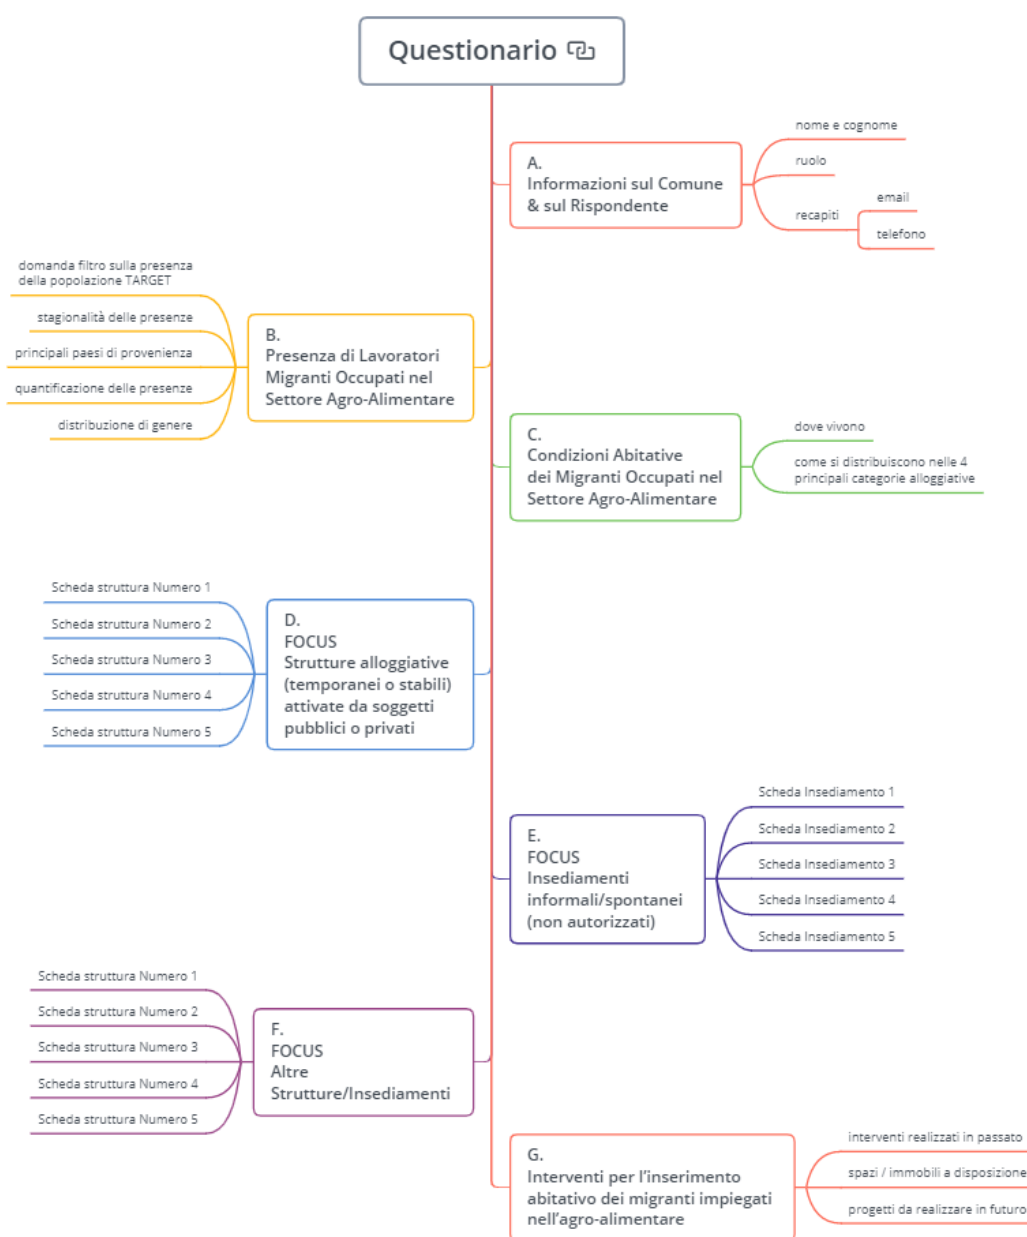 Questionario
A.
Informazioni sul Comune
& sul Rispondente
nome e cognome
ruolo
recapiti
email
telefono
domanda filtro sulla presenza
della popolazione TARGET
stagionalità delle presenze
principali paesi di provenienza
quantificazione delle presenze
distribuzione di genere
B.
Presenza di Lavoratori
Migranti Occupati nel
Settore Agro-Alimentare
C.
Condizioni Abitative
dei Migranti Occupati nel
Settore Agro-Alimentare
dove vivono
come si distribuiscono nelle 4
principali categorie alloggiative
Scheda struttura Numero 1
Scheda struttura Numero 2
Scheda struttura Numero 3
Scheda struttura Numero 4
Scheda struttura Numero 5
D.
FOCUS
Strutture alloggiative
(temporanei o stabili)
attivate da soggetti
pubblici o privati
E.
FOCUS
Insediamenti
informali/spontanei
(non autorizzati)
Scheda Insediamento 1
Scheda Insediamento 2
Scheda Insediamento 3
Scheda Insediamento 4
Scheda Insediamento 5
Scheda struttura Numero 1
Scheda struttura Numero 2
Scheda struttura Numero 3
Scheda struttura Numero 4
Scheda struttura Numero 5
F.
FOCUS
Altre
Strutture/Insediamenti
G.
Interventi per l'inserimento
abitativo dei migranti impiegati
nell'agro-alimentare
interventi realizzati in passato
spazi / immobili a disposizione
progetti da realizzare in futuro